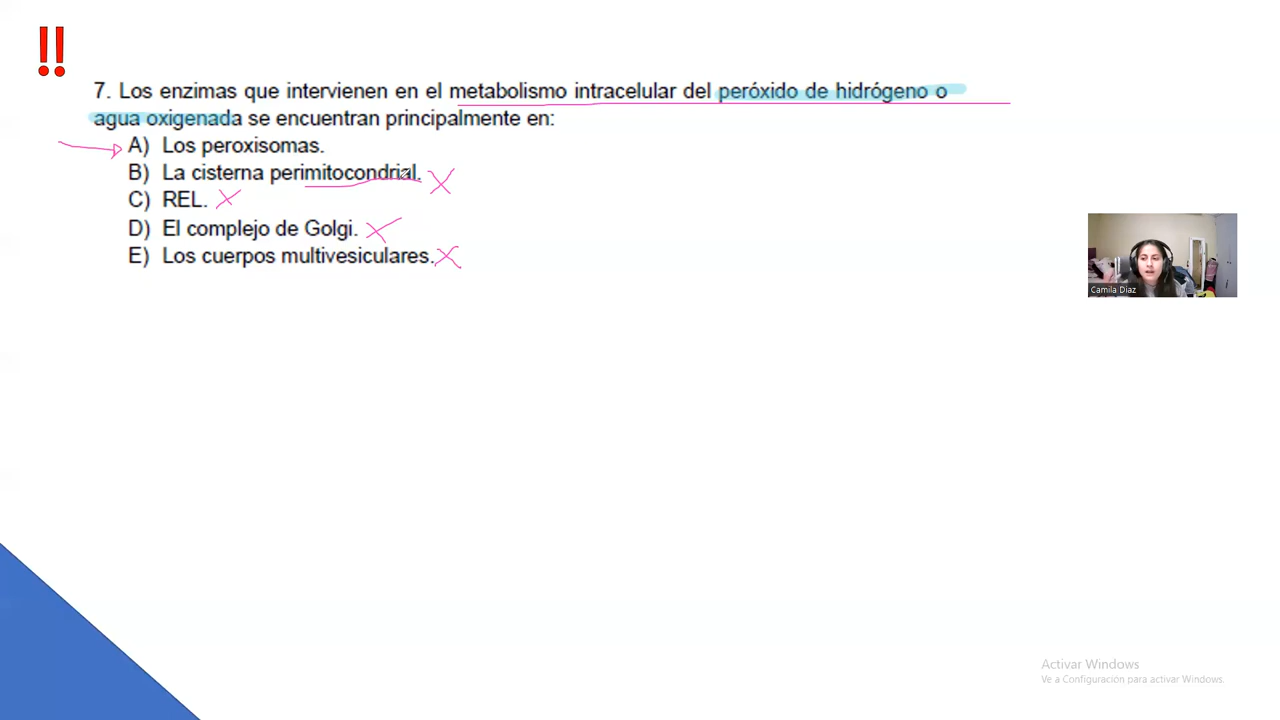 !!
7. Los enzimas que intervienen en el metabolismo intracelular del peróxido de hidrógeno o
agua oxigenada se encuentran principalmente en:
A) Los peroxisomas.
B) La cisterna perimitocondrial.
C) REL.
D) El complejo de Golgi.
E) Los cuerpos multivesiculares.
Camila Diaz
Activar Windows
Ve a Configuración para activar Windows.